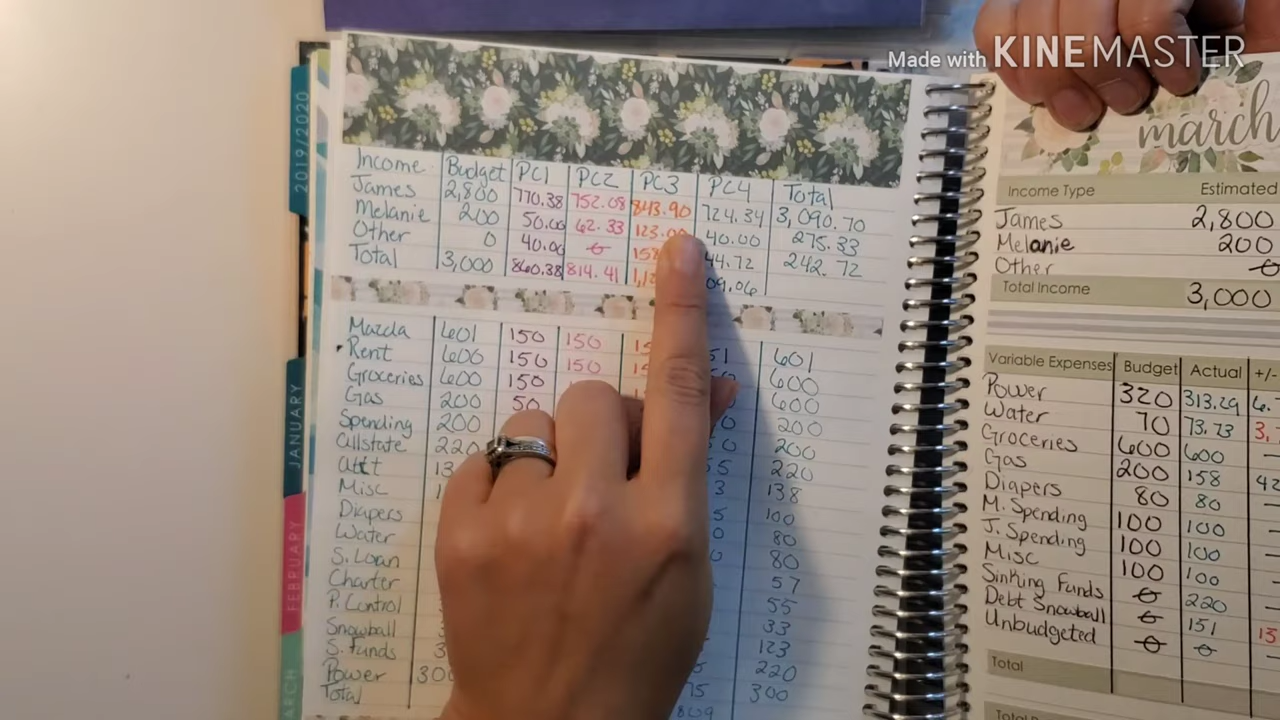 Made with KINEMASTER
2019/2020
JANUARY
FEBRUARY
ARCH
Income Budget PC1 PC2 PC3 PC4 Total
James 2,800 770.38 752.08 843.90 724.34 3,090.70
Melanie 200 50.00 62.33 123.00 40.00 275.33
Other 0 40.00 0 44.72 242.72
Total 3,000 860.38 814.41 09.06
Mazda 601 150 150 601
Rent 600 150 150 600
Groceries 600 150 600
Gas 200 50 200
Spending 200 200
Allstate 220 220
at&t 138
Misc 100
Diapers 80
Water 80
S. Loan 57
Charter 55
P. Control 33
Snowball 123
S. Funds 220
Power 300 300
Total 809
march
Income Type Estimated
James 2,800
Melanie 200
Other 0
Total Income 3,000
Variable Expenses Budget Actual +/-
Power 320 313.29
Water 70 73.73
Groceries 600 600 —
Gas 200 158 42
Diapers 80 80 —
M. Spending 100 100 —
J. Spending 100 100 —
Misc 100 100 —
Sinking Funds 0 220
Debt Snowball 0 151
Unbudgeted 0 0
Total